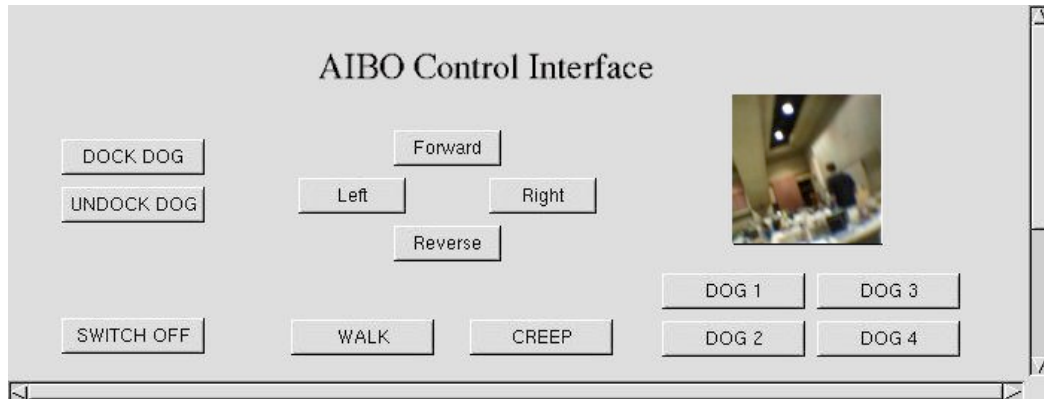 AIBO Control Interface
DOCK DOG
UNDOCK DOG
Forward
Left
Right
Reverse
DOG 1
DOG 3
SWITCH OFF
WALK
CREEP
DOG 2
DOG 4